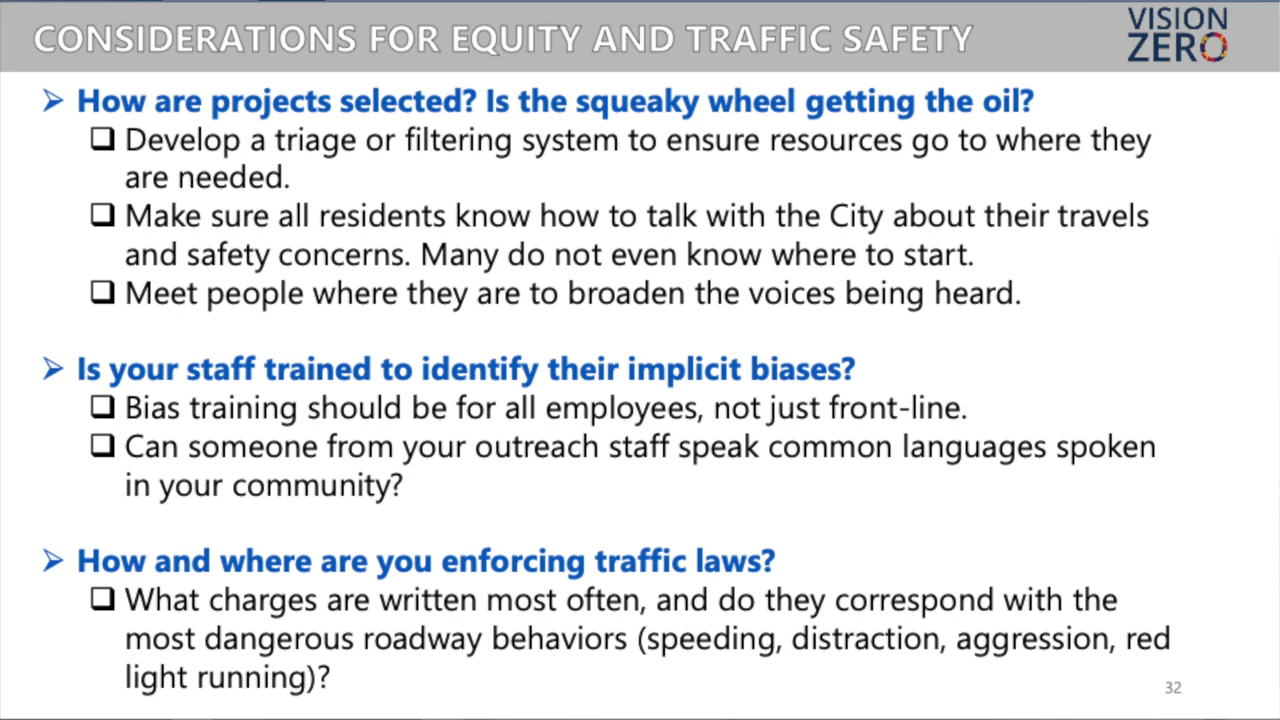 CONSIDERATIONS FOR EQUITY AND TRAFFIC SAFETY
VISION
ZERO
How are projects selected? Is the squeaky wheel getting the oil?
Develop a triage or filtering system to ensure resources go to where they
are needed.
Make sure all residents know how to talk with the City about their travels
and safety concerns. Many do not even know where to start.
Meet people where they are to broaden the voices being heard.
Is your staff trained to identify their implicit biases?
Bias training should be for all employees, not just front-line.
Can someone from your outreach staff speak common languages spoken
in your community?
How and where are you enforcing traffic laws?
What charges are written most often, and do they correspond with the
most dangerous roadway behaviors (speeding, distraction, aggression, red
light running)?
32